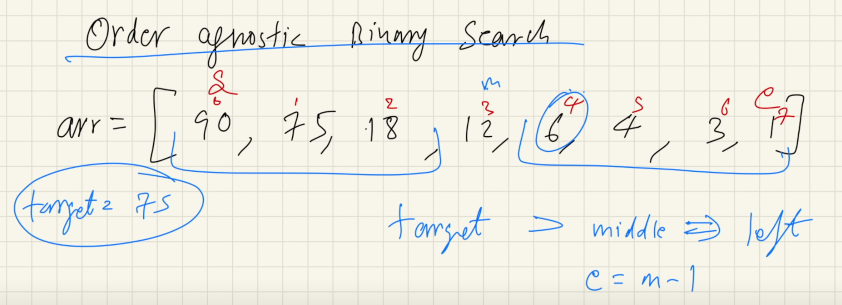 Order agnostic Binary Search
S m e
0 1 2 3 4 5 6 7
arr = [ 90, 75, 18, 12, 6, 4, 3, 1 ]
target = 75
target > middle ⇒ left
e = m-1